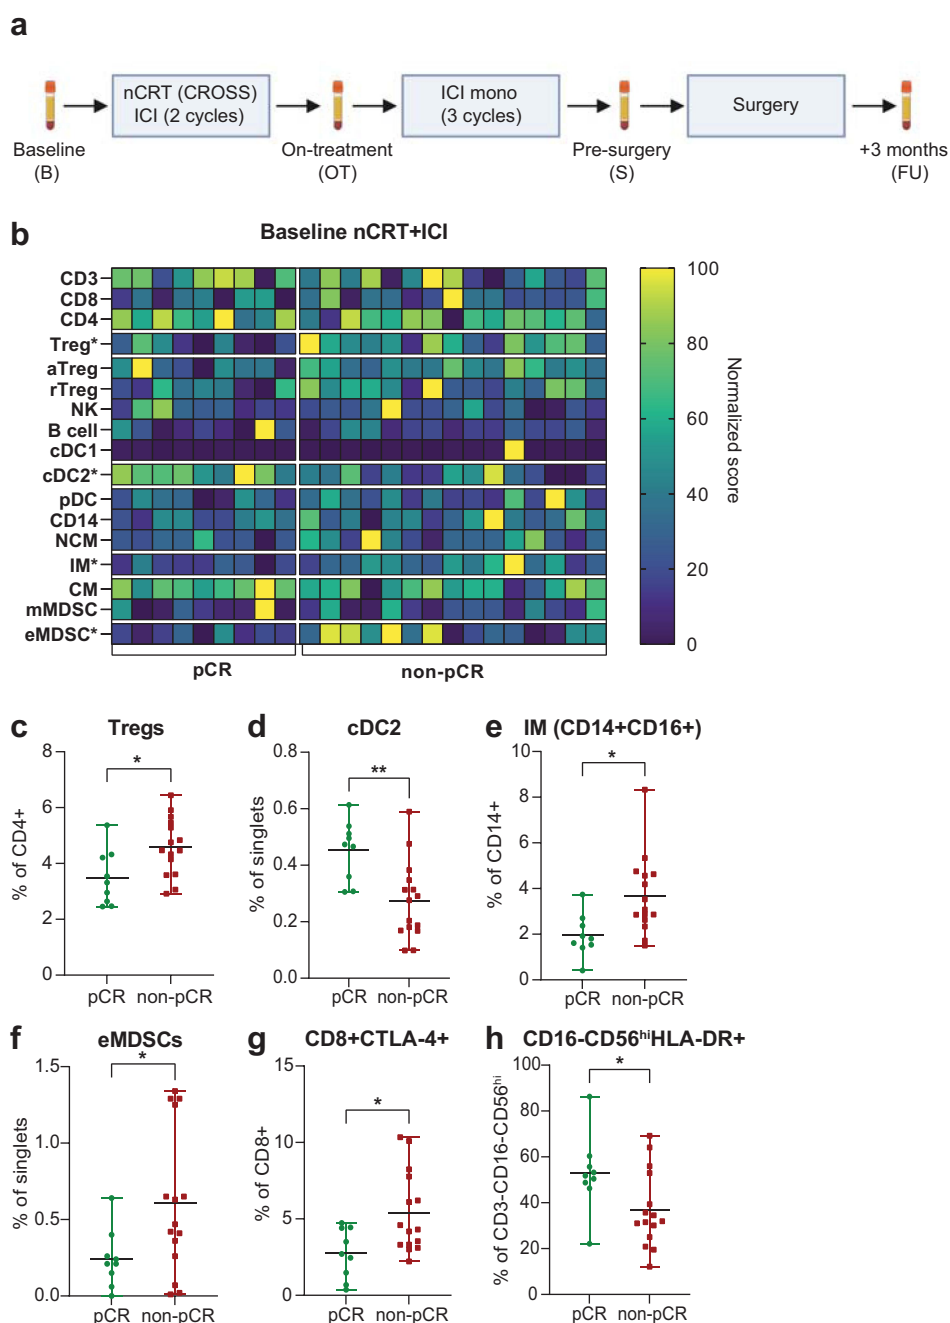 a
nCRT (CROSS)
ICI (2 cycles)
ICI mono
(3 cycles)
Surgery
Baseline
(B)
On-treatment
(OT)
Pre-surgery
(S)
+3 months
(FU)
b
Baseline nCRT+ICI
CD3
CD8
CD4
Treg*
aTreg
rTreg
NK
B cell
cDC1
cDC2*
pDC
CD14
NCM
IM*
CM
mMDSC
eMDSC*
pCR
non-pCR
100
80
60
40
20
0
Normalized score
c
Tregs
% of CD4+
8
6
4
2
0
*
pCR
non-pCR
d
cDC2
% of singlets
0.8
0.6
0.4
0.2
0.0
**
pCR
non-pCR
e
IM (CD14+CD16+)
% of CD14+
10
8
6
4
2
0
*
pCR
non-pCR
f
eMDSCs
% of singlets
1.5
1.0
0.5
0.0
*
pCR
non-pCR
g
CD8+CTLA-4+
% of CD8+
15
10
5
0
*
pCR
non-pCR
h
CD16-CD56hiHLA-DR+
% of CD3-CD16-CD56hi
100
80
60
40
20
0
*
pCR
non-pCR